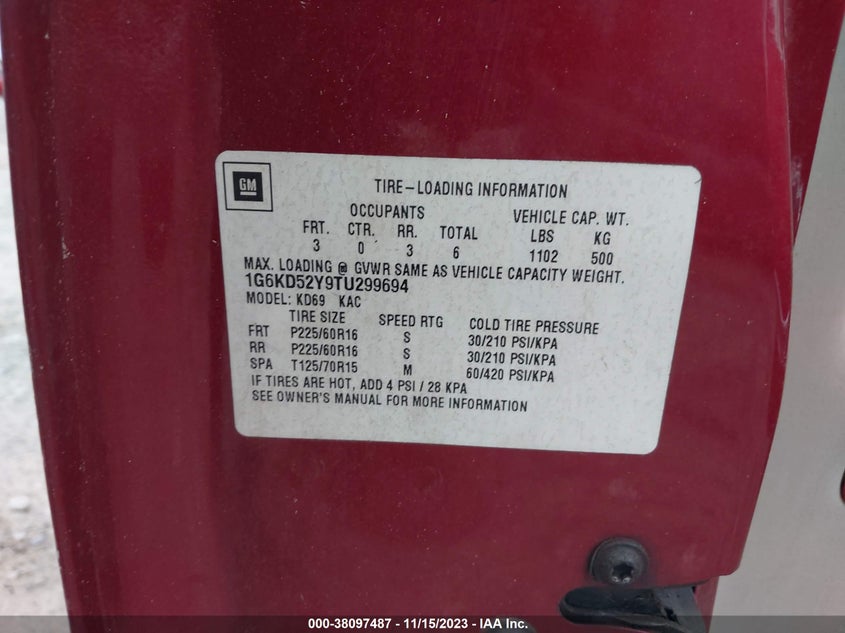 GM
TIRE-LOADING INFORMATION
OCCUPANTS VEHICLE CAP. WT.
FRT. CTR. RR. TOTAL LBS KG
3 0 3 6 1102 500
MAX. LOADING @ GVWR SAME AS VEHICLE CAPACITY WEIGHT.
1G6KD52Y9TU299694
MODEL: KD69 KAC
TIRE SIZE SPEED RTG COLD TIRE PRESSURE
FRT P225/60R16 S 30/210 PSI/KPA
RR P225/60R16 S 30/210 PSI/KPA
SPA T125/70R15 M 60/420 PSI/KPA
IF TIRES ARE HOT, ADD 4 PSI / 28 KPA
SEE OWNER'S MANUAL FOR MORE INFORMATION
000-38097487 - 11/15/2023 - IAA Inc.